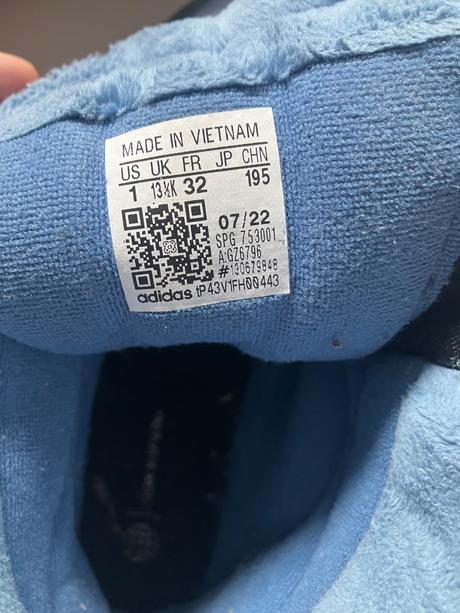 MADE IN VIETNAM
US UK FR JP CHN
1 13½K 32 195
07/22
SPG 753001
A:GZ6796
#130679848
adidas tP43V1FH00443